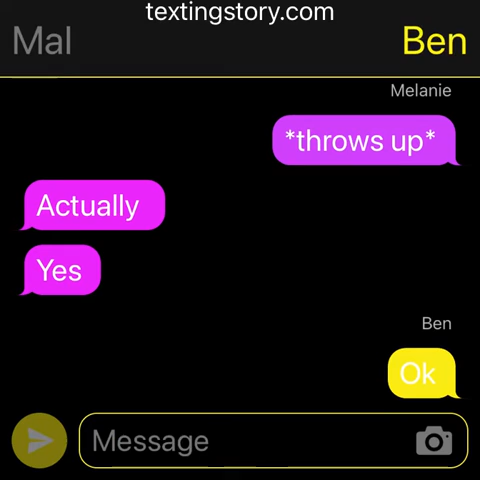 textingstory.com
Mal
Ben
Melanie
*throws up*
Actually
Yes
Ben
Ok
Message